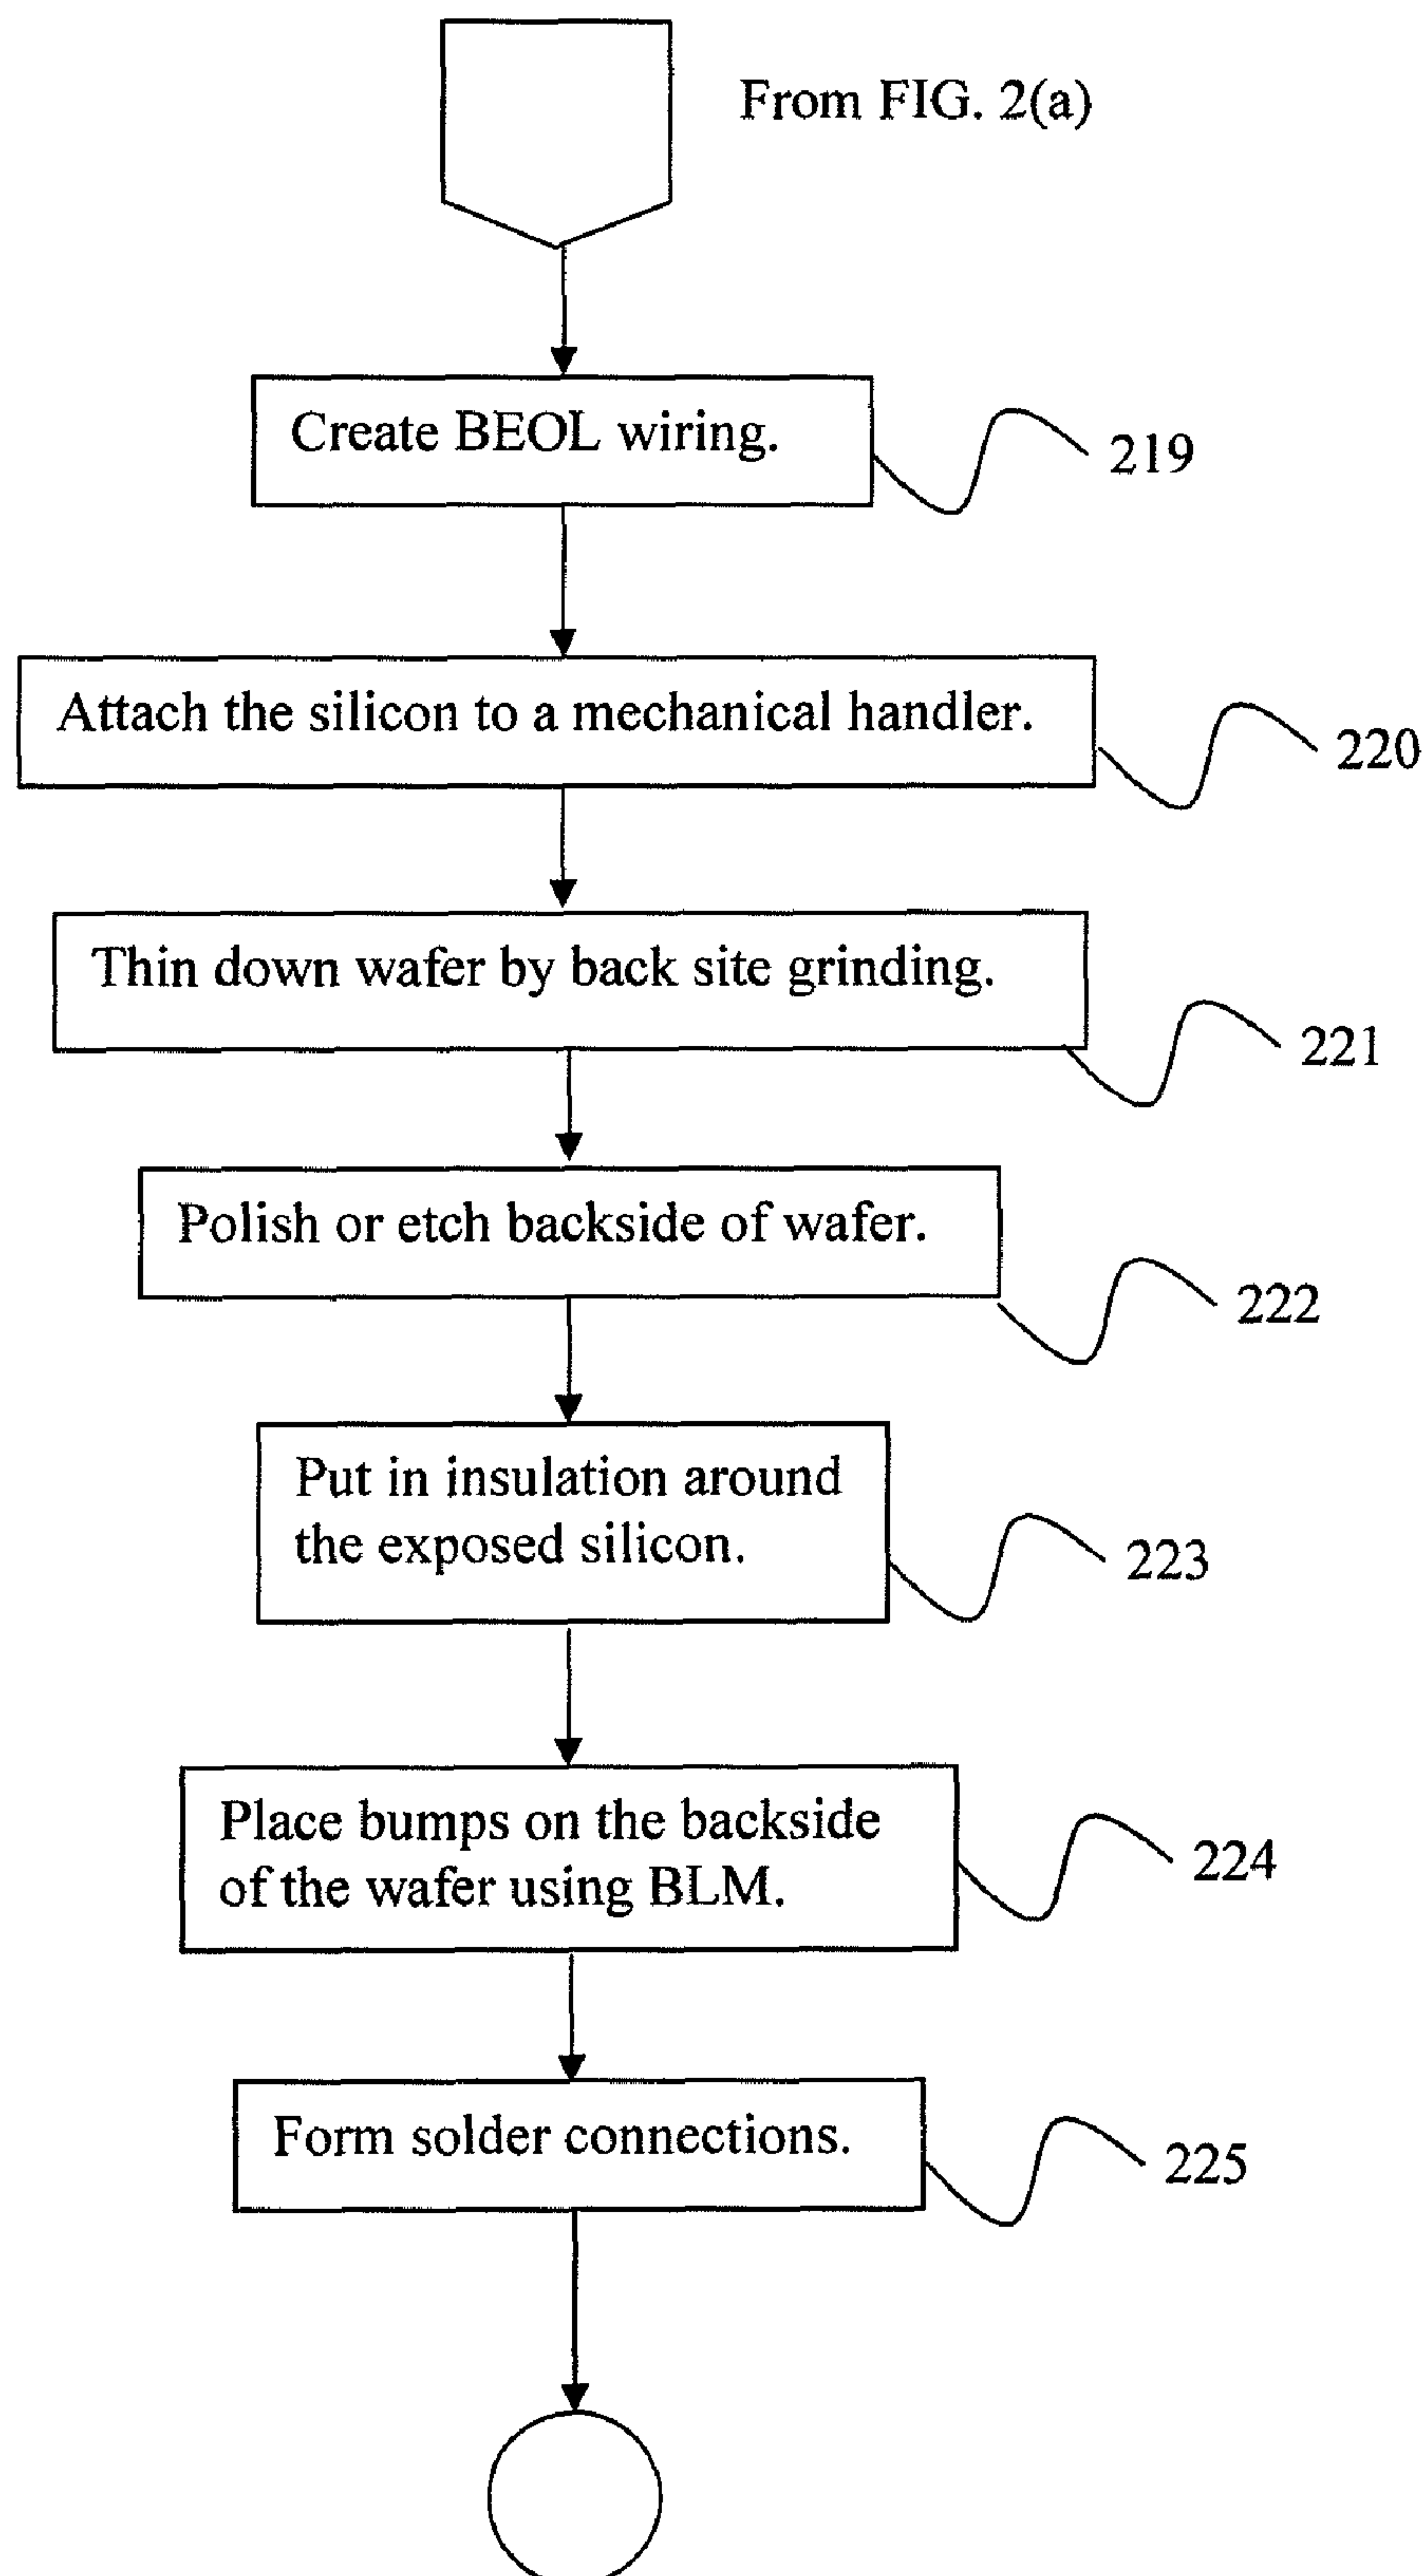 From FIG. 2(a)
Create BEOL wiring.
219
Attach the silicon to a mechanical handler.
220
Thin down wafer by back site grinding.
221
Polish or etch backside of wafer.
222
Put in insulation around
the exposed silicon.
223
Place bumps on the backside
of the wafer using BLM.
224
Form solder connections.
225